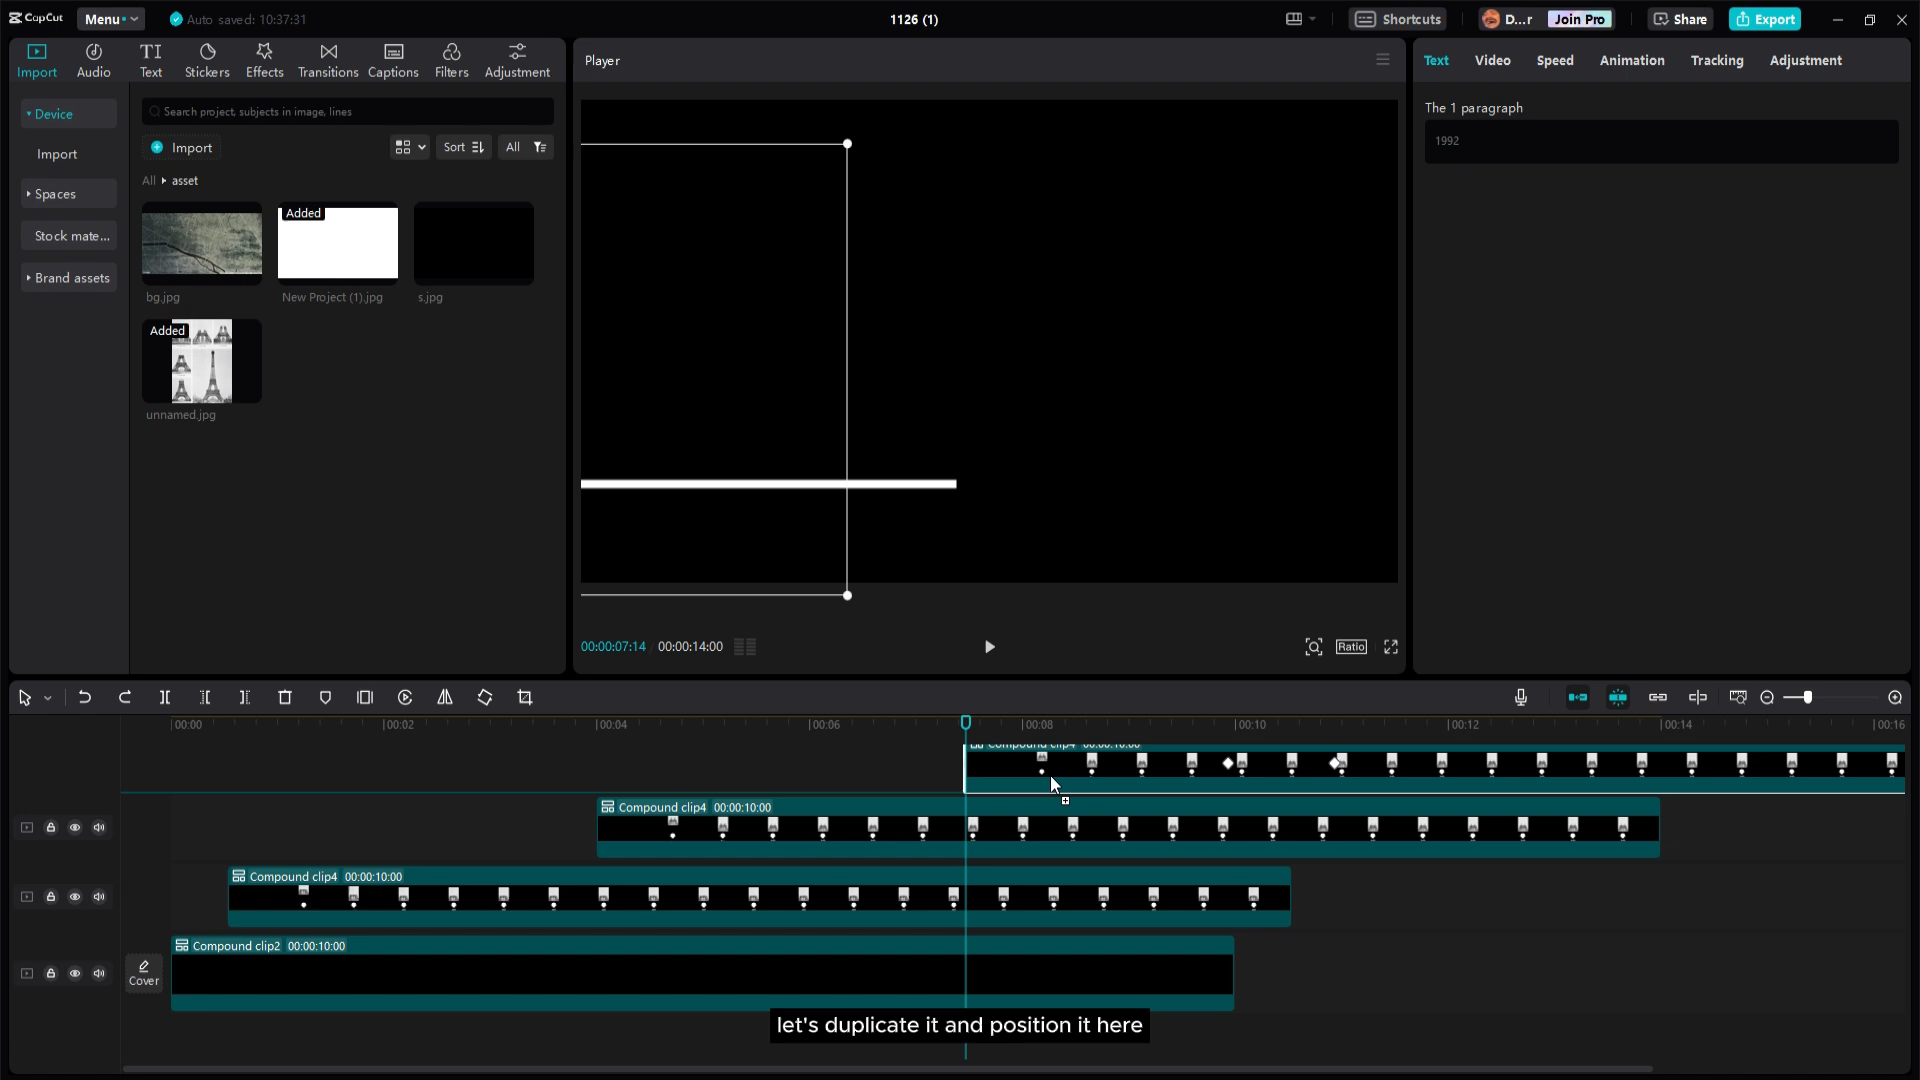 CapCut
Menu
Auto saved: 10:37:31
1126 (1)
Shortcuts
D...r
Join Pro
Share
Export
Import
Audio
Text
Stickers
Effects
Transitions
Captions
Filters
Adjustment
Device
Import
Spaces
Stock mate...
Brand assets
Search project, subjects in image, lines
Import
Sort
All
All
asset
bg.jpg
Added
New Project (1).jpg
s.jpg
Added
unnamed.jpg
Player
00:00:07:14
00:00:14:00
Ratio
Text
Video
Speed
Animation
Tracking
Adjustment
The 1 paragraph
1992
00:00
00:02
00:04
00:06
00:08
00:10
00:12
00:14
00:16
Compound clip4 00:00:10:00
Compound clip4 00:00:10:00
Compound clip4 00:00:10:00
Compound clip2 00:00:10:00
Cover
let's duplicate it and position it here